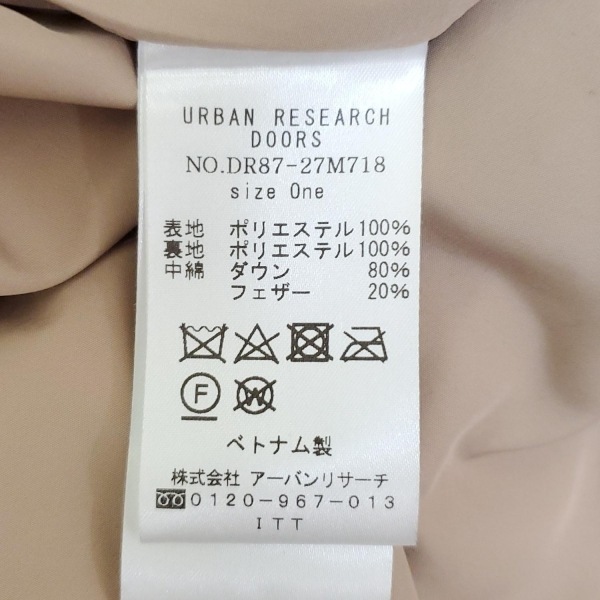 URBAN RESEARCH
DOORS
NO.DR87-27M718
size One
表地 ポリエステル100%
裏地 ポリエステル100%
中綿 ダウン 80%
フェザー 20%
F W
ベトナム製
株式会社 アーバンリサーチ
0120-967-013
ITT